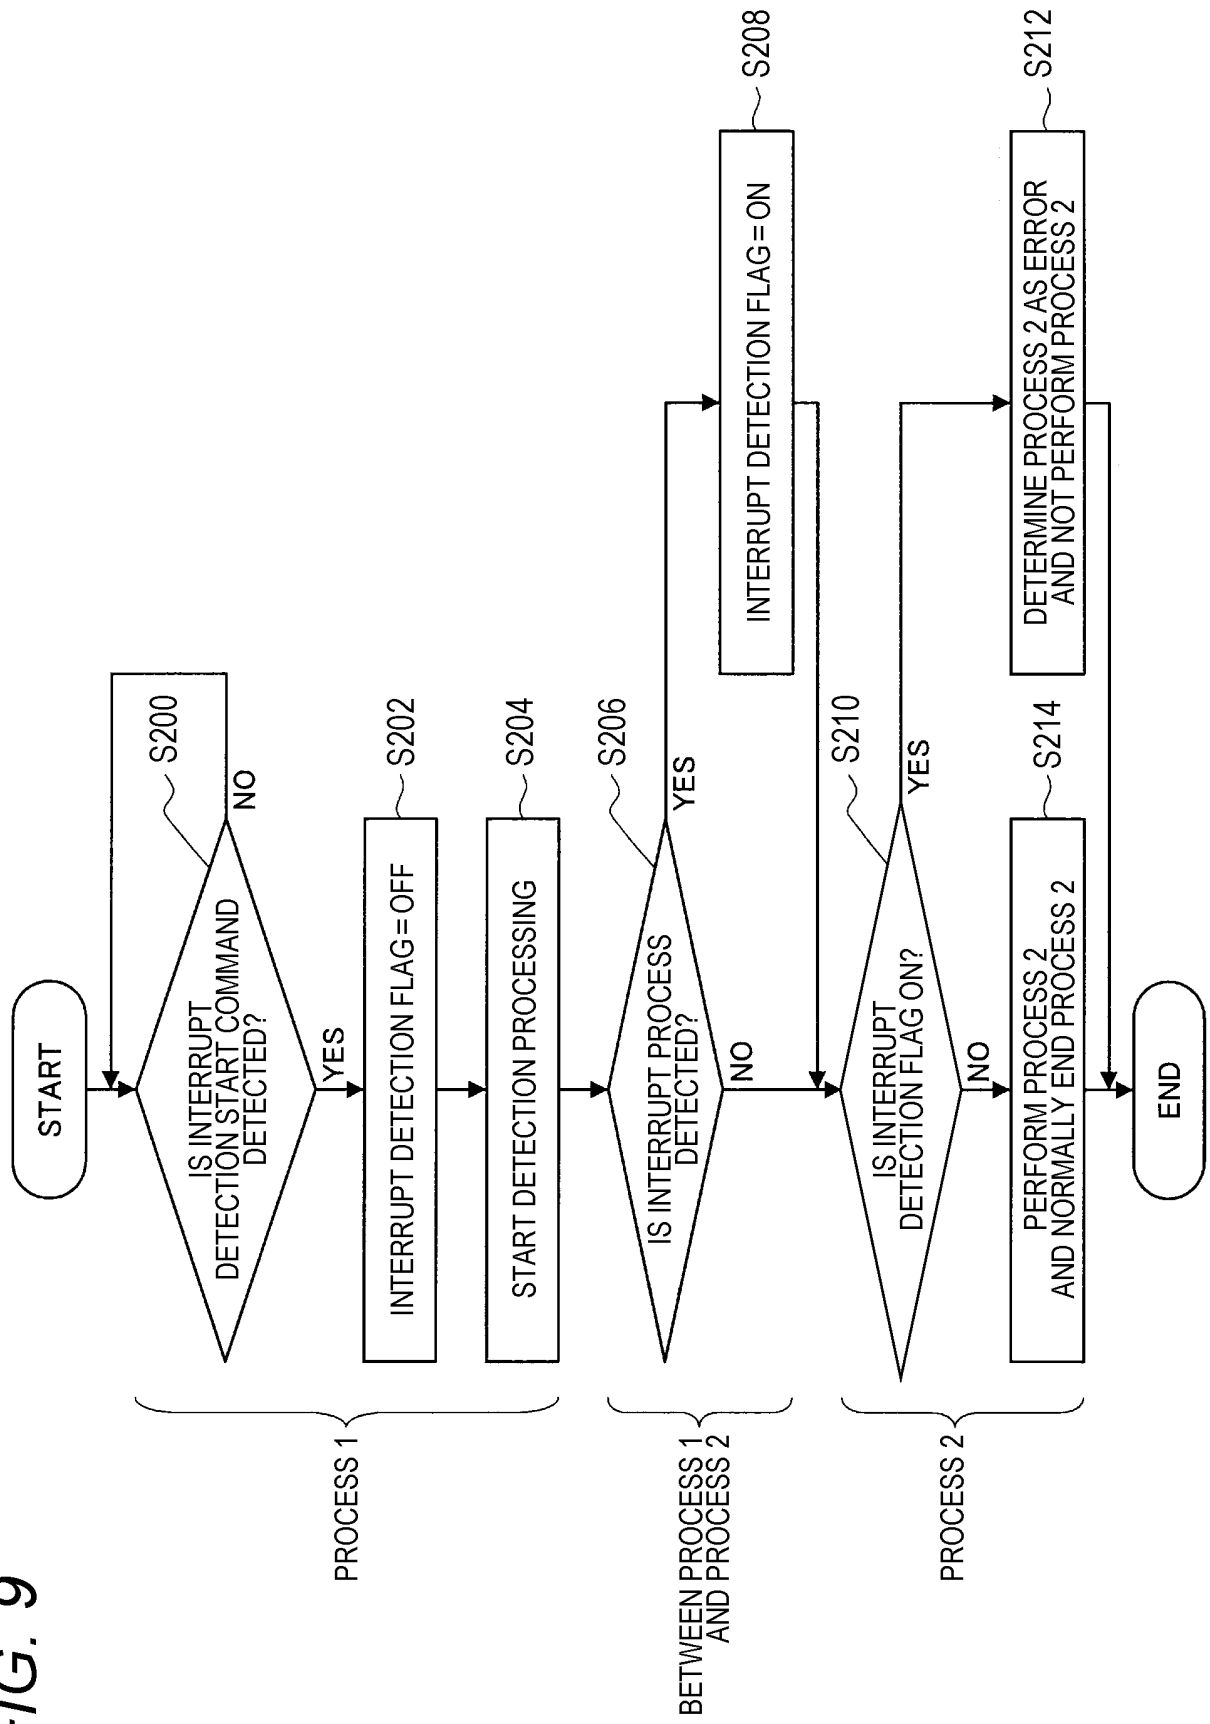 FIG. 9
START
S200
IS INTERRUPT
DETECTION START COMMAND
DETECTED?
NO
YES
S202
INTERRUPT DETECTION FLAG = OFF
S204
START DETECTION PROCESSING
PROCESS 1
S206
IS INTERRUPT PROCESS
DETECTED?
YES
NO
S208
INTERRUPT DETECTION FLAG = ON
BETWEEN PROCESS 1
AND PROCESS 2
S210
IS INTERRUPT
DETECTION FLAG ON?
YES
NO
S214
PERFORM PROCESS 2
AND NORMALLY END PROCESS 2
S212
DETERMINE PROCESS 2 AS ERROR
AND NOT PERFORM PROCESS 2
PROCESS 2
END